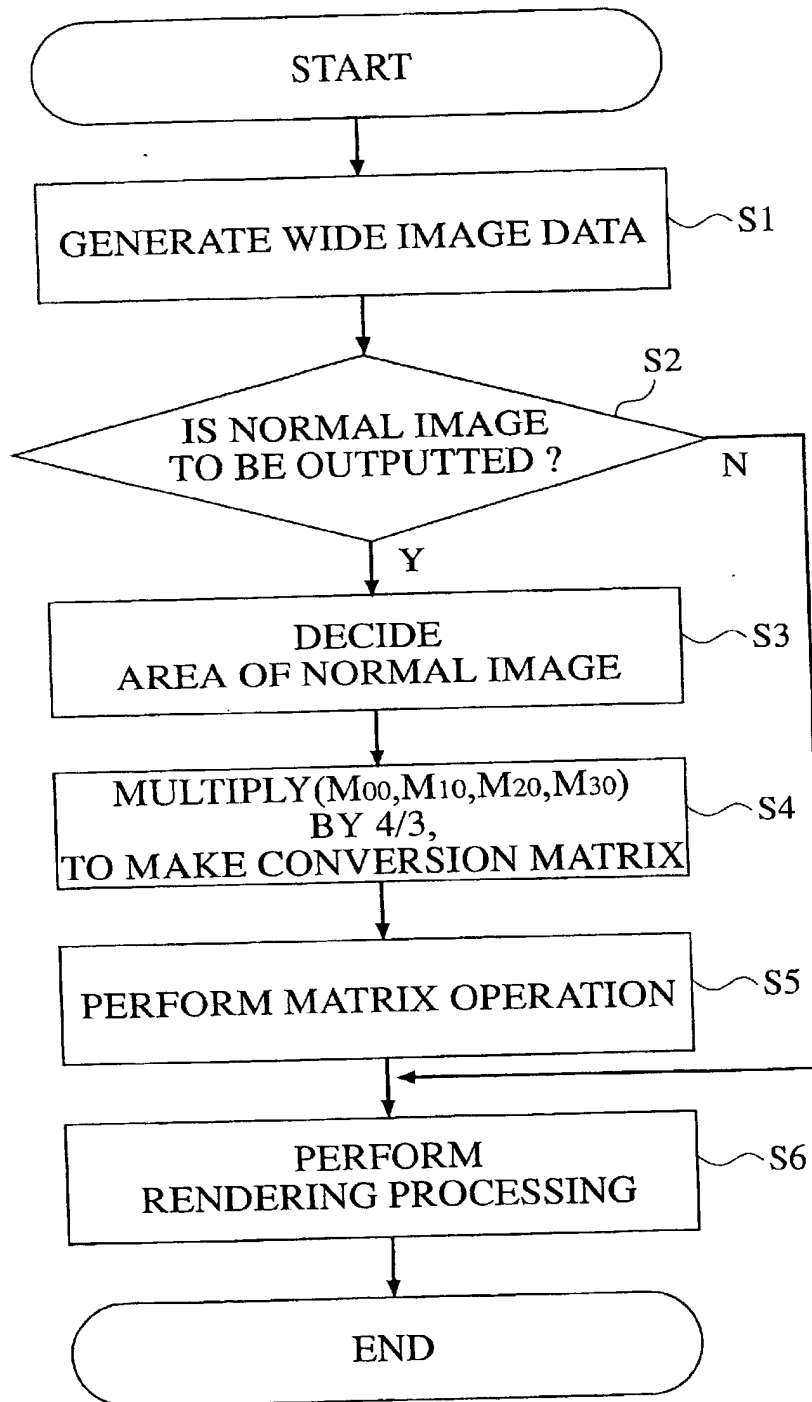 START
GENERATE WIDE IMAGE DATA
S1
S2
IS NORMAL IMAGE
TO BE OUTPUTTED ?
N
Y
DECIDE
AREA OF NORMAL IMAGE
S3
MULTIPLY(M00,M10,M20,M30)
BY 4/3,
TO MAKE CONVERSION MATRIX
S4
PERFORM MATRIX OPERATION
S5
PERFORM
RENDERING PROCESSING
S6
END